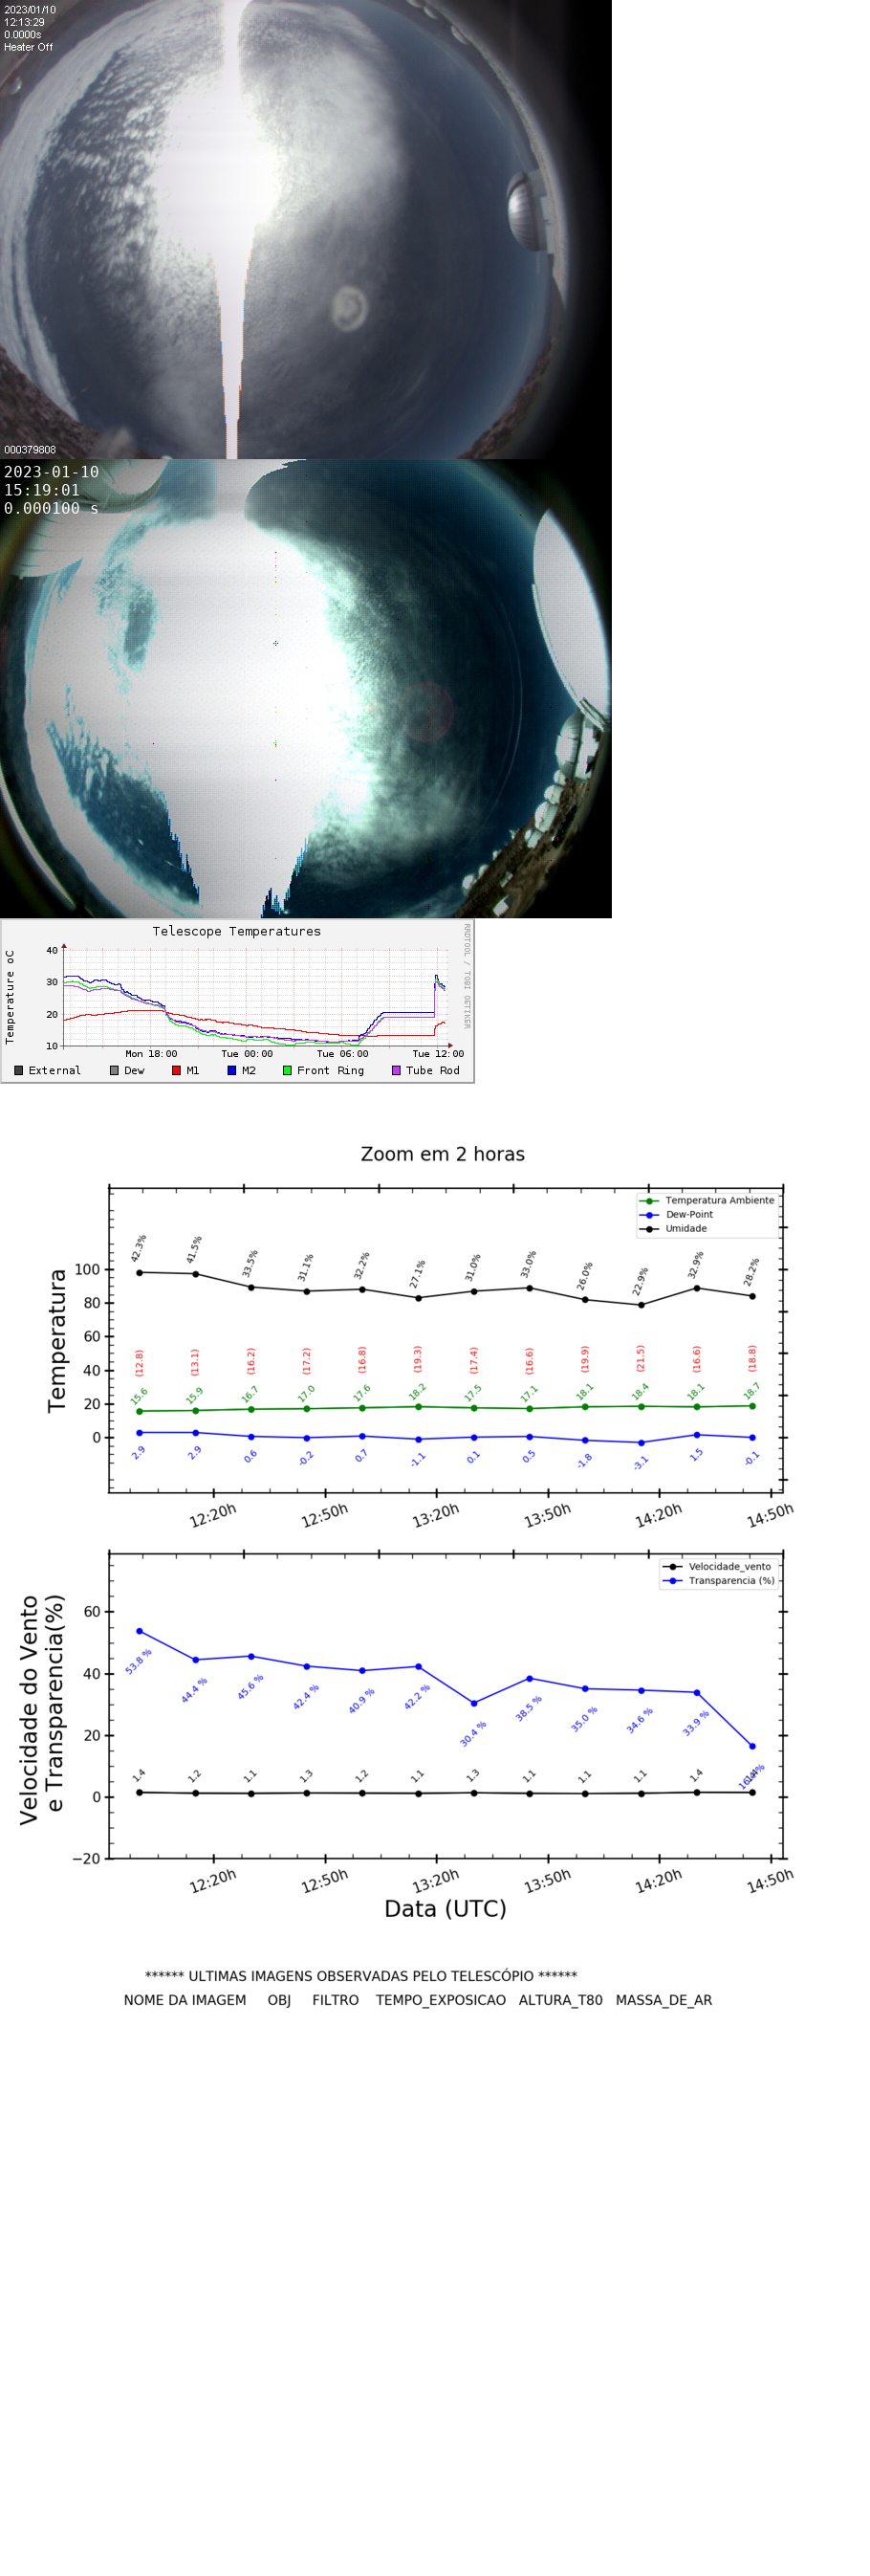 2023/01/10
12:13:29
0.0000s
Heater Off
000379808
2023-01-10
15:19:01
0.000100 s
Telescope Temperatures
RRDTOOL / TOBI OETIKER
Temperature oC
40
30
20
10
Mon 18:00 Tue 00:00 Tue 06:00 Tue 12:00
External Dew M1 M2 Front Ring Tube Rod
Zoom em 2 horas
Temperatura Ambiente
Dew-Point
Umidade
Temperatura
100
80
60
40
20
0
42.3% 41.5% 33.5% 31.1% 32.2% 27.1% 31.0% 33.0% 26.0% 22.9% 32.9% 28.2%
(12.8) (13.1) (16.2) (17.2) (16.8) (19.3) (17.4) (16.6) (19.9) (21.5) (16.6) (18.8)
15.6 15.9 16.7 17.0 17.6 18.2 17.5 17.1 18.1 18.4 18.1 18.7
2.9 2.9 0.6 -0.2 0.7 -1.1 0.1 0.5 -1.8 -3.1 1.5 -0.1
12:20h 12:50h 13:20h 13:50h 14:20h 14:50h
Velocidade_vento
Transparencia (%)
Velocidade do Vento
e Transparencia(%)
60
40
20
0
−20
53.8 % 44.4 % 45.6 % 42.4 % 40.9 % 42.2 % 30.4 % 38.5 % 35.0 % 34.6 % 33.9 %
1.4 1.2 1.1 1.3 1.2 1.1 1.3 1.1 1.1 1.1 1.4
12:20h 12:50h 13:20h 13:50h 14:20h 14:50h
Data (UTC)
****** ULTIMAS IMAGENS OBSERVADAS PELO TELESCÓPIO ******
NOME DA IMAGEM OBJ FILTRO TEMPO_EXPOSICAO ALTURA_T80 MASSA_DE_AR